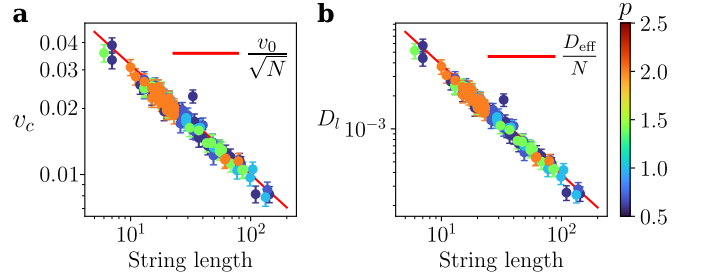 a
b
p
0.04
0.03
0.02
0.01
v_c
v_0
√N
10^1
10^2
String length
D_l
10^{-3}
D_eff
N
10^1
10^2
String length
2.5
2.0
1.5
1.0
0.5